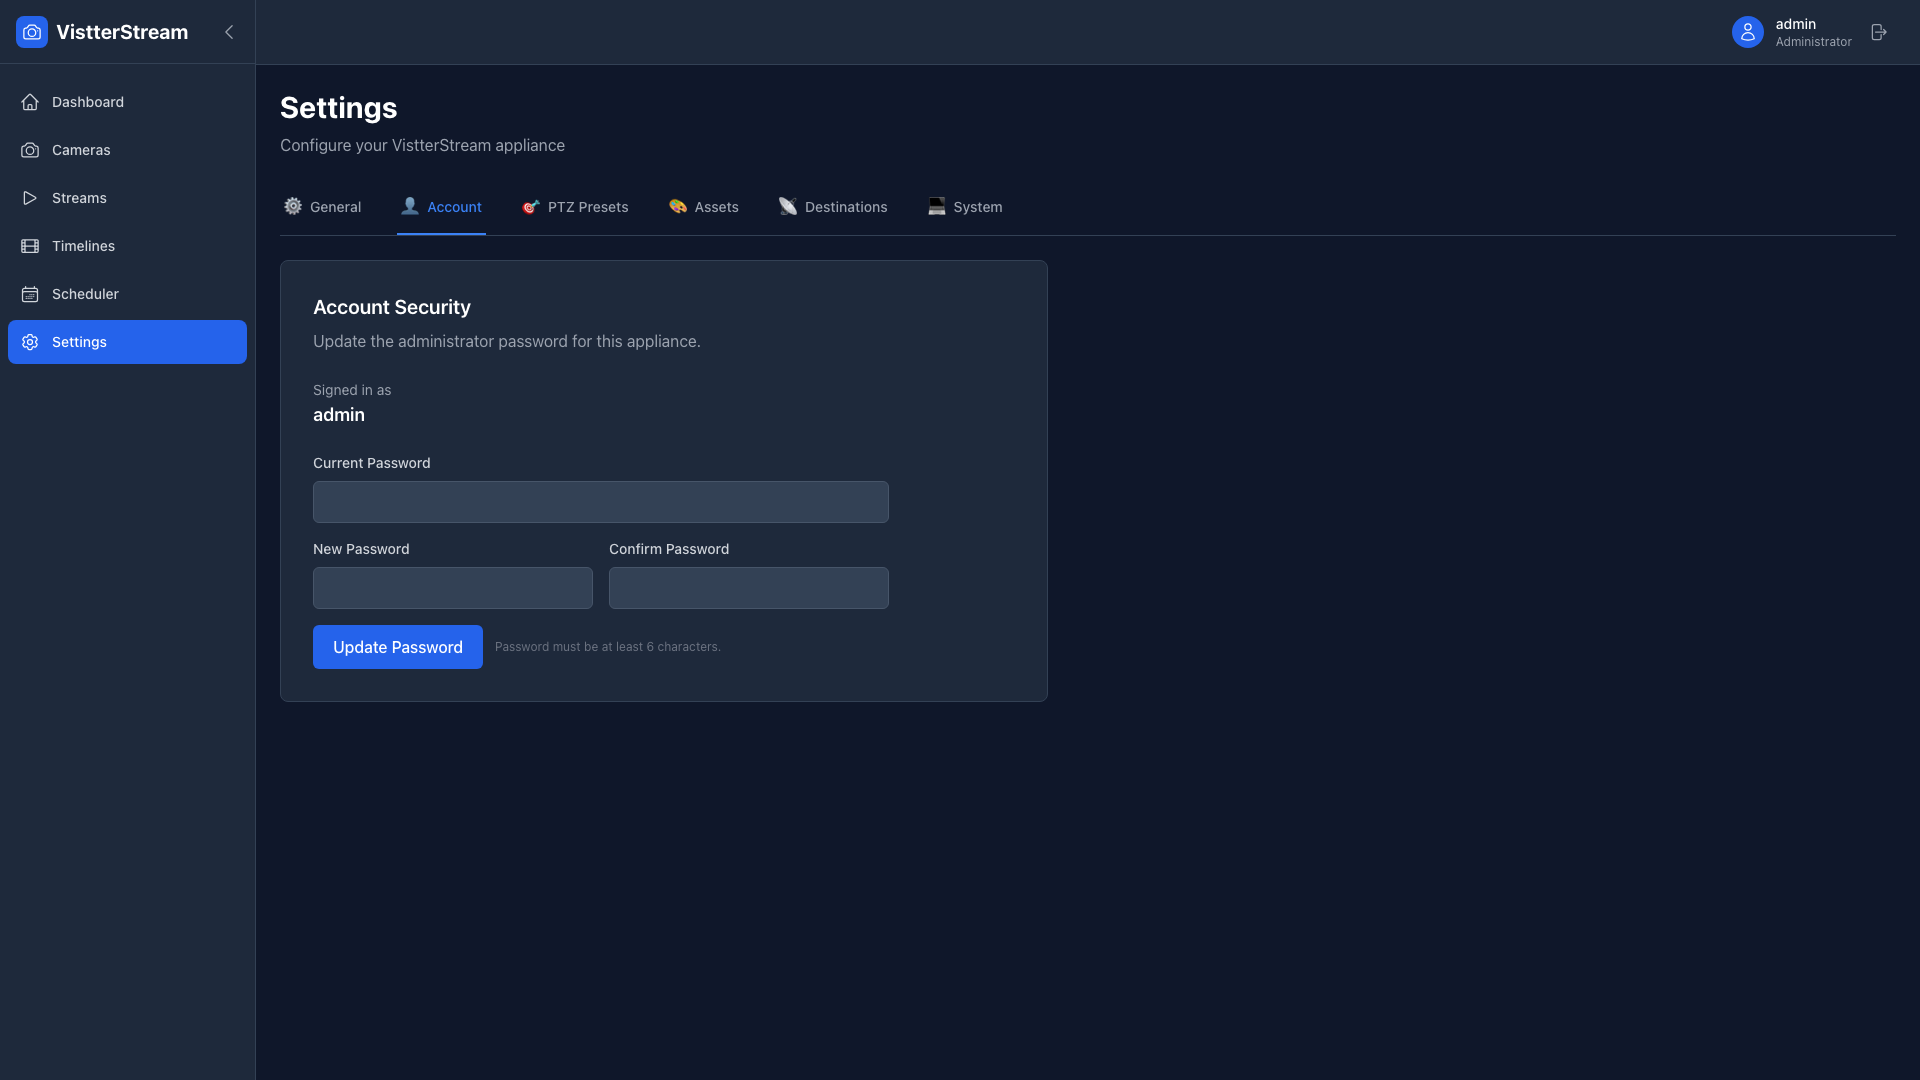 VistterStream
admin
Administrator
Dashboard
Cameras
Streams
Timelines
Scheduler
Settings
Settings
Configure your VistterStream appliance
General
Account
PTZ Presets
Assets
Destinations
System
Account Security
Update the administrator password for this appliance.
Signed in as
admin
Current Password
New Password
Confirm Password
Update Password
Password must be at least 6 characters.